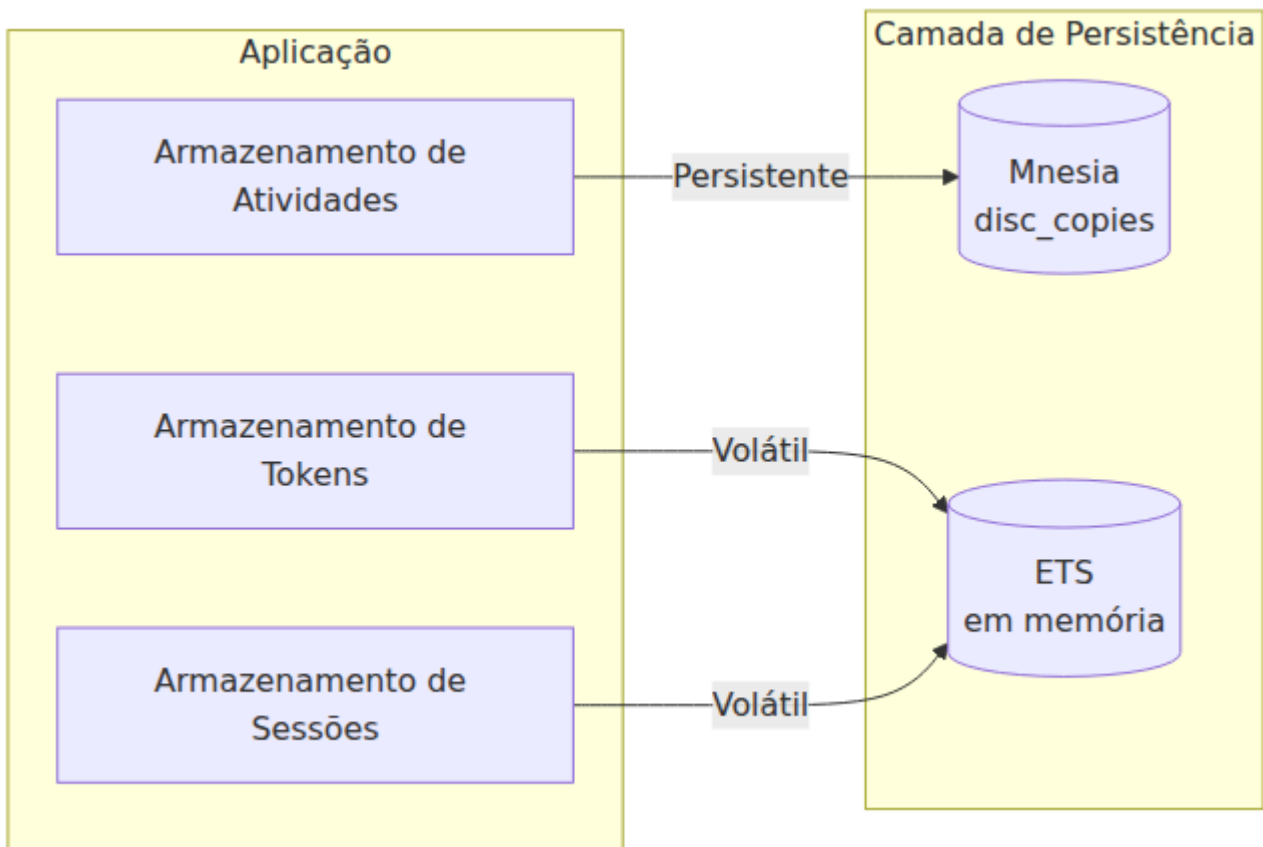 Aplicação
Camada de Persistência
Armazenamento de
Atividades
Persistente
Mnesia
disc_copies
Armazenamento de
Tokens
Volátil
ETS
em memória
Armazenamento de
Sessões
Volátil